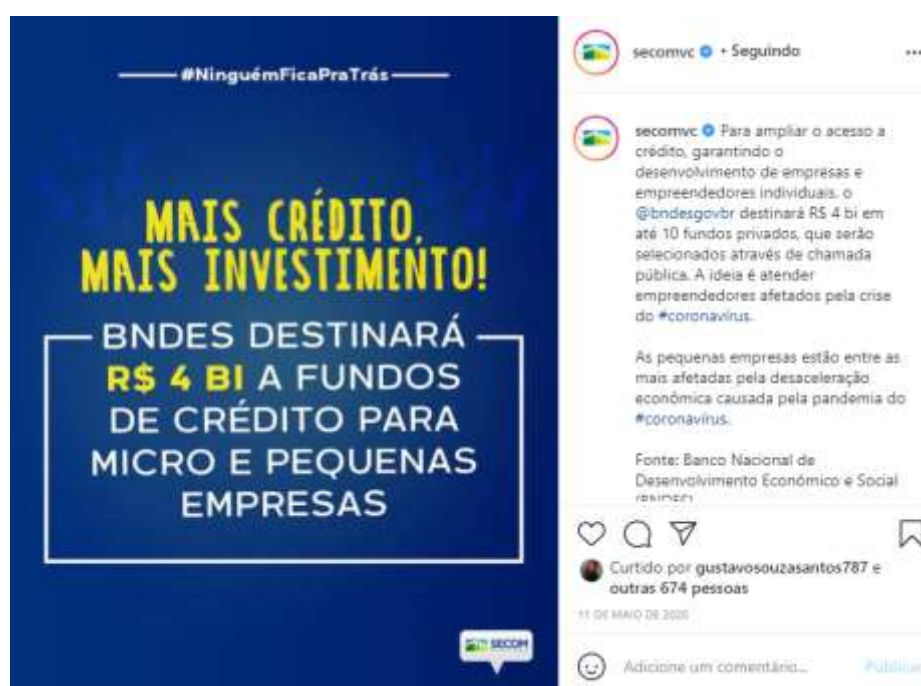 #NinguémFicaPraTrás
MAIS CRÉDITO,
MAIS INVESTIMENTO!
BNDES DESTINARÁ
R$ 4 BI A FUNDOS
DE CRÉDITO PARA
MICRO E PEQUENAS
EMPRESAS
SECOM
secomvc • Seguindo
secomvc Para ampliar o acesso a
crédito, garantindo o
desenvolvimento de empresas e
empreendedores individuais, o
@bndesgovbr destinará R$ 4 bi em
até 10 fundos privados, que serão
selecionados através de chamada
pública. A ideia é atender
empreendedores afetados pela crise
do #coronavírus.
As pequenas empresas estão entre as
mais afetadas pela desaceleração
econômica causada pela pandemia do
#coronavírus.
Fonte: Banco Nacional de
Desenvolvimento Econômico e Social
(BNDES)
Curtido por gustavosouzasantos787 e
outras 674 pessoas
11 DE MAIO DE 2020
Adicione um comentário... Publicar